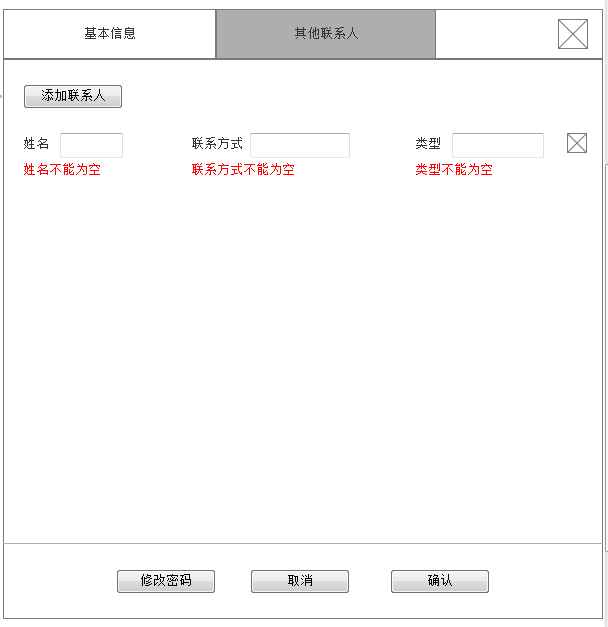 基本信息 其他联系人
添加联系人
姓名 联系方式 类型
姓名不能为空 联系方式不能为空 类型不能为空
修改密码 取消 确认